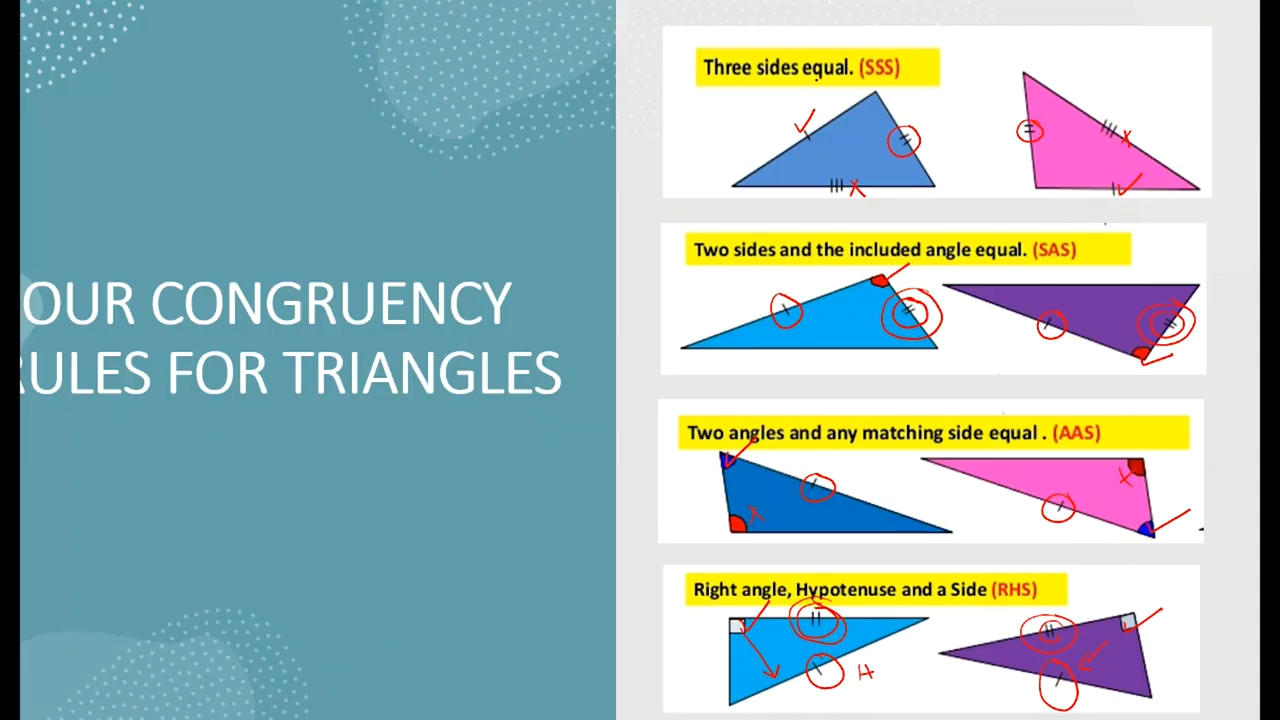 OUR CONGRUENCY
RULES FOR TRIANGLES
Three sides equal. (SSS)
Two sides and the included angle equal. (SAS)
Two angles and any matching side equal . (AAS)
Right angle, Hypotenuse and a Side (RHS)
H